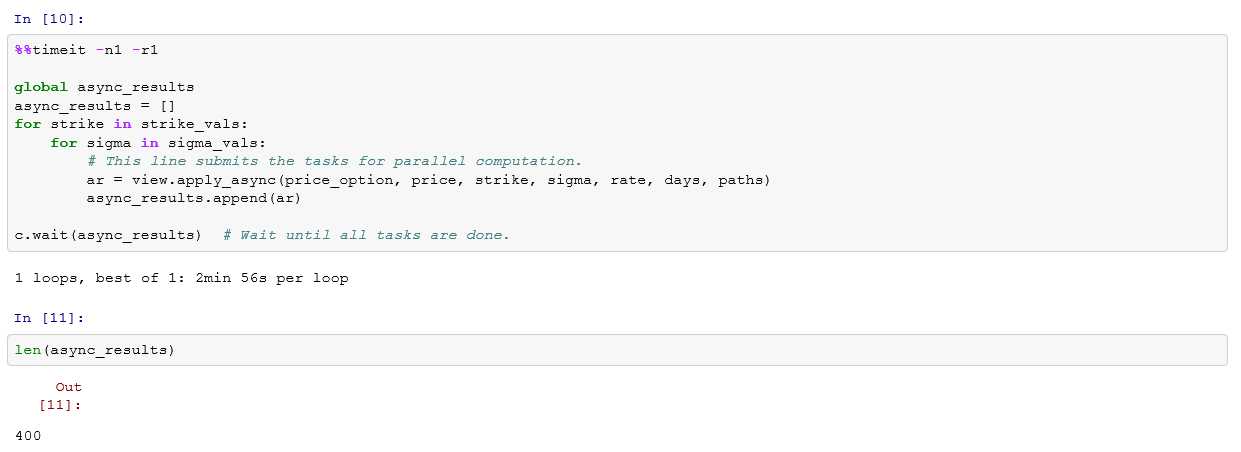 In [10]:
%%timeit -n1 -r1

global async_results
async_results = []
for strike in strike_vals:
    for sigma in sigma_vals:
        # This line submits the tasks for parallel computation.
        ar = view.apply_async(price_option, price, strike, sigma, rate, days, paths)
        async_results.append(ar)

c.wait(async_results)  # Wait until all tasks are done.
1 loops, best of 1: 2min 56s per loop
In [11]:
len(async_results)
Out
[11]:
400